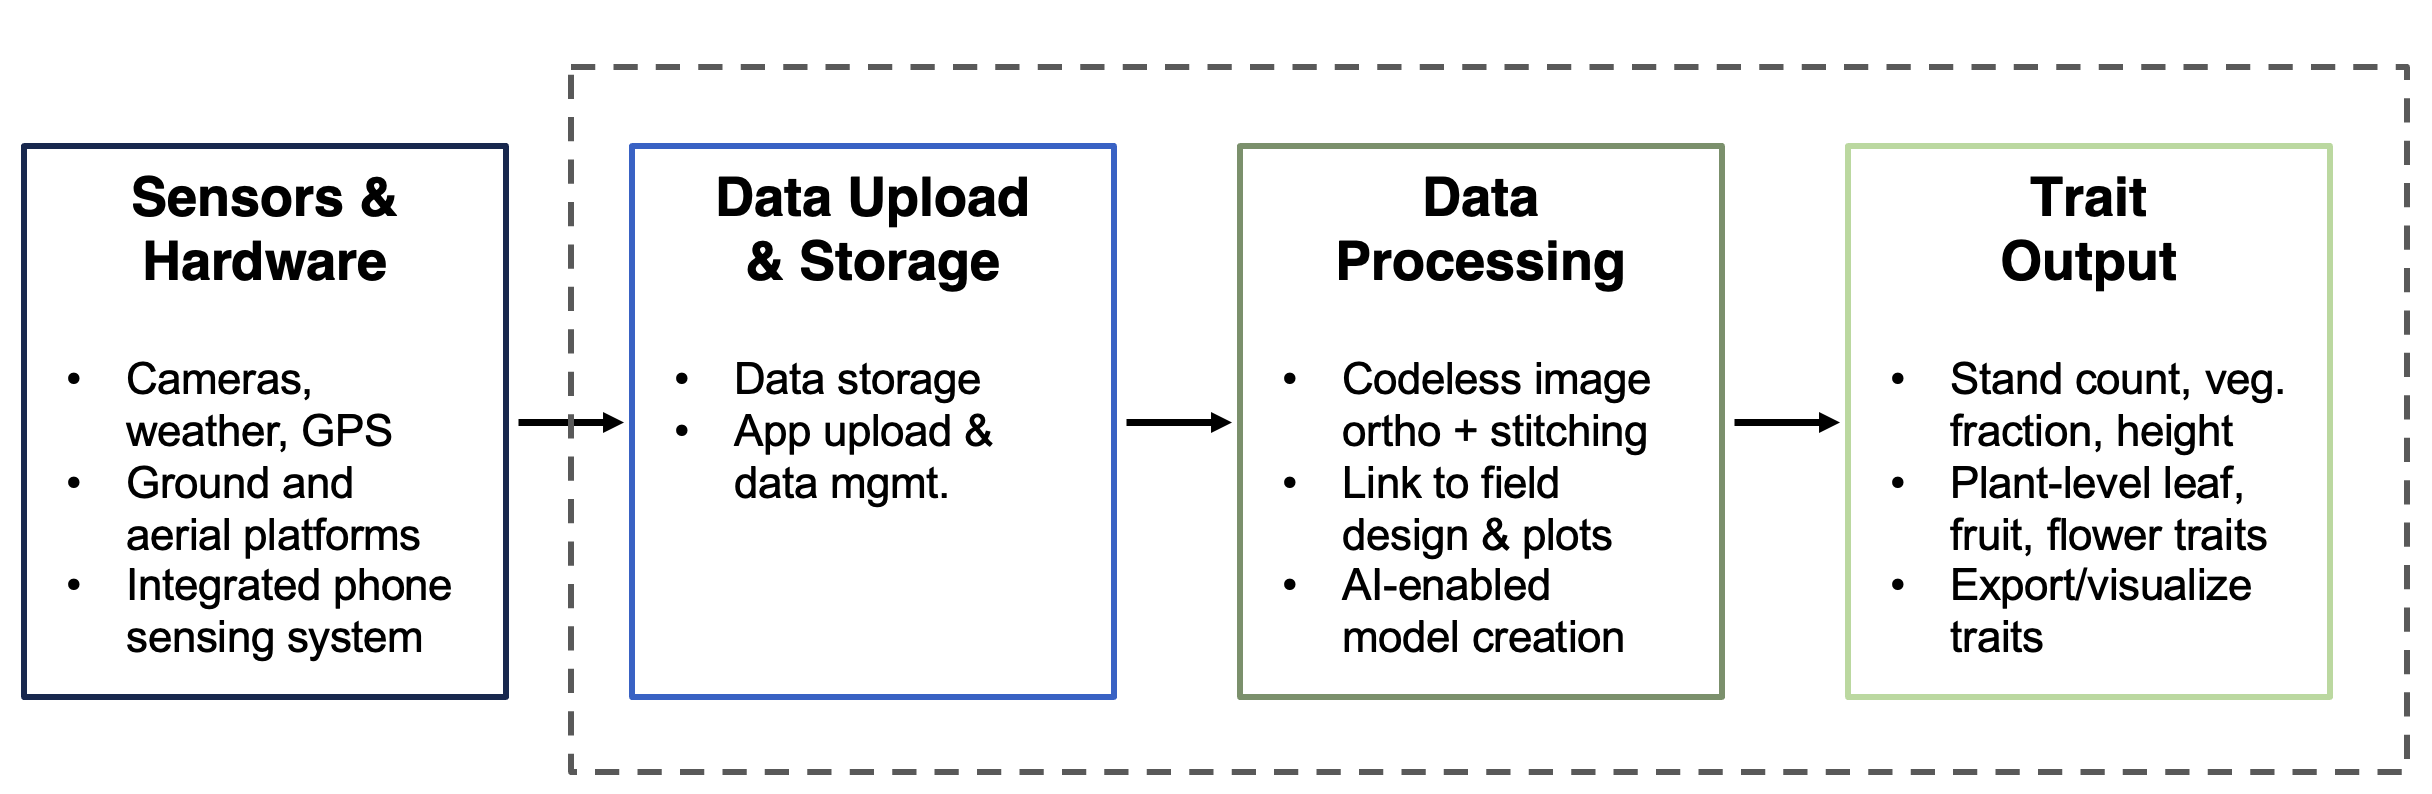 Sensors &
Hardware
• Cameras,
weather, GPS
• Ground and
aerial platforms
• Integrated phone
sensing system
Data Upload
& Storage
• Data storage
• App upload &
data mgmt.
Data
Processing
• Codeless image
ortho + stitching
• Link to field
design & plots
• AI-enabled
model creation
Trait
Output
• Stand count, veg.
fraction, height
• Plant-level leaf,
fruit, flower traits
• Export/visualize
traits